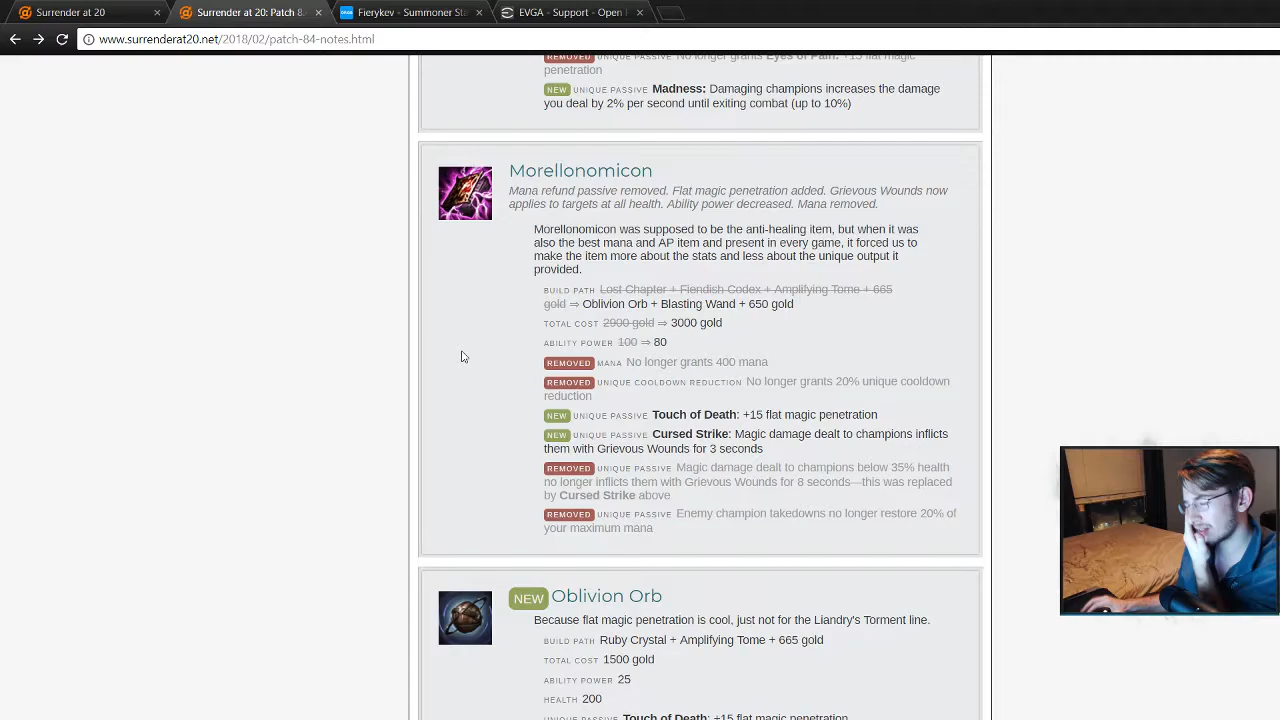 Surrender at 20
Surrender at 20: Patch 8.
Fierykev - Summoner Sta
EVGA - Support - Open
www.surrenderat20.net/2018/02/patch-84-notes.html
REMOVED UNIQUE PASSIVE No longer grants Eyes of Pain: +15 flat magic
penetration
NEW UNIQUE PASSIVE Madness: Damaging champions increases the damage
you deal by 2% per second until exiting combat (up to 10%)
Morellonomicon
Mana refund passive removed. Flat magic penetration added. Grievous Wounds now
applies to targets at all health. Ability power decreased. Mana removed.
Morellonomicon was supposed to be the anti-healing item, but when it was
also the best mana and AP item and present in every game, it forced us to
make the item more about the stats and less about the unique output it
provided.
BUILD PATH Lost Chapter + Fiendish Codex + Amplifying Tome + 665
gold ⇒ Oblivion Orb + Blasting Wand + 650 gold
TOTAL COST 2900 gold ⇒ 3000 gold
ABILITY POWER 100 ⇒ 80
REMOVED MANA No longer grants 400 mana
REMOVED UNIQUE COOLDOWN REDUCTION No longer grants 20% unique cooldown
reduction
NEW UNIQUE PASSIVE Touch of Death: +15 flat magic penetration
NEW UNIQUE PASSIVE Cursed Strike: Magic damage dealt to champions inflicts
them with Grievous Wounds for 3 seconds
REMOVED UNIQUE PASSIVE Magic damage dealt to champions below 35% health
no longer inflicts them with Grievous Wounds for 8 seconds—this was replaced
by Cursed Strike above
REMOVED UNIQUE PASSIVE Enemy champion takedowns no longer restore 20% of
your maximum mana
NEW Oblivion Orb
Because flat magic penetration is cool, just not for the Liandry's Torment line.
BUILD PATH Ruby Crystal + Amplifying Tome + 665 gold
TOTAL COST 1500 gold
ABILITY POWER 25
HEALTH 200
UNIQUE PASSIVE Touch of Death: +15 flat magic penetration